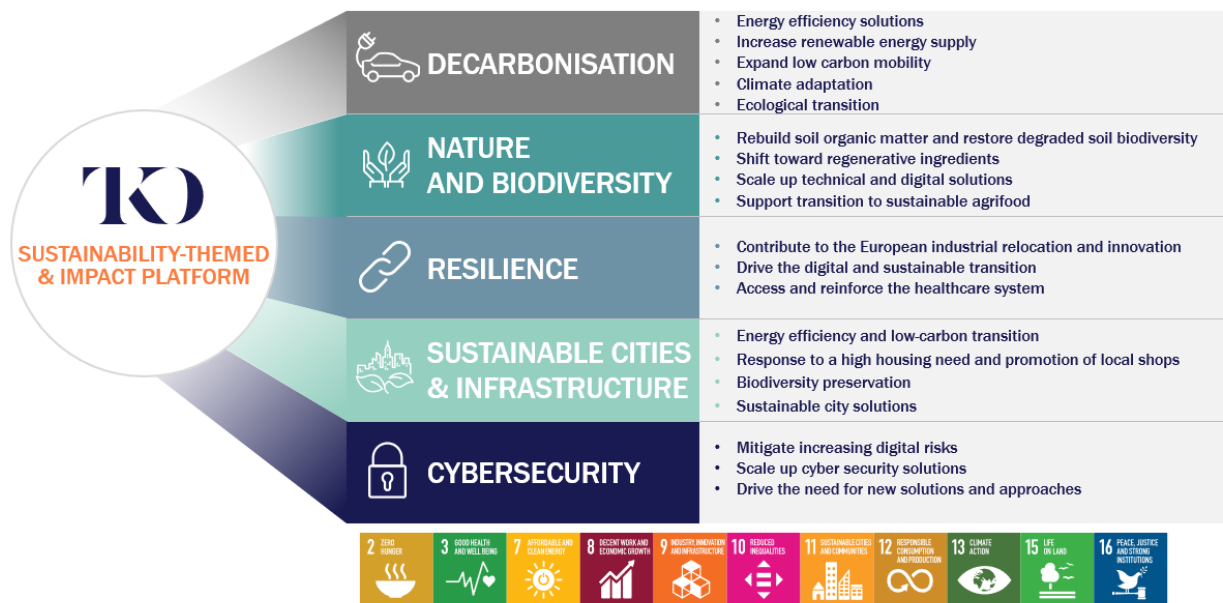 TKO
SUSTAINABILITY-THEMED
& IMPACT PLATFORM
DECARBONISATION
• Energy efficiency solutions
• Increase renewable energy supply
• Expand low carbon mobility
• Climate adaptation
• Ecological transition
NATURE
AND BIODIVERSITY
• Rebuild soil organic matter and restore degraded soil biodiversity
• Shift toward regenerative ingredients
• Scale up technical and digital solutions
• Support transition to sustainable agrifood
RESILIENCE
• Contribute to the European industrial relocation and innovation
• Drive the digital and sustainable transition
• Access and reinforce the healthcare system
SUSTAINABLE CITIES
& INFRASTRUCTURE
• Energy efficiency and low-carbon transition
• Response to a high housing need and promotion of local shops
• Biodiversity preservation
• Sustainable city solutions
CYBERSECURITY
• Mitigate increasing digital risks
• Scale up cyber security solutions
• Drive the need for new solutions and approaches
2 ZERO
HUNGER
3 GOOD HEALTH
AND WELL BEING
7 AFFORDABLE AND
CLEAN ENERGY
8 DECENT WORK AND
ECONOMIC GROWTH
9 INDUSTRY, INNOVATION
AND INFRASTRUCTURE
10 REDUCED
INEQUALITIES
11 SUSTAINABLE CITIES
AND COMMUNITIES
12 RESPONSIBLE
CONSUMPTION
AND PRODUCTION
13 CLIMATE
ACTION
15 LIFE
ON LAND
16 PEACE, JUSTICE
AND STRONG
INSTITUTIONS